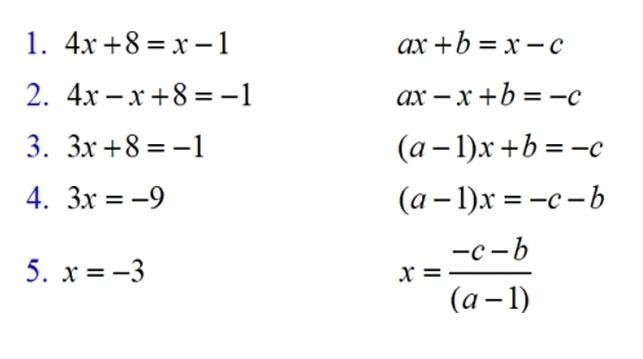 1. 4x + 8 = x − 1    ax + b = x − c
2. 4x − x + 8 = −1    ax − x + b = −c
3. 3x + 8 = −1    (a − 1)x + b = −c
4. 3x = −9    (a − 1)x = −c − b
5. x = −3    x = \frac{-c-b}{(a-1)}